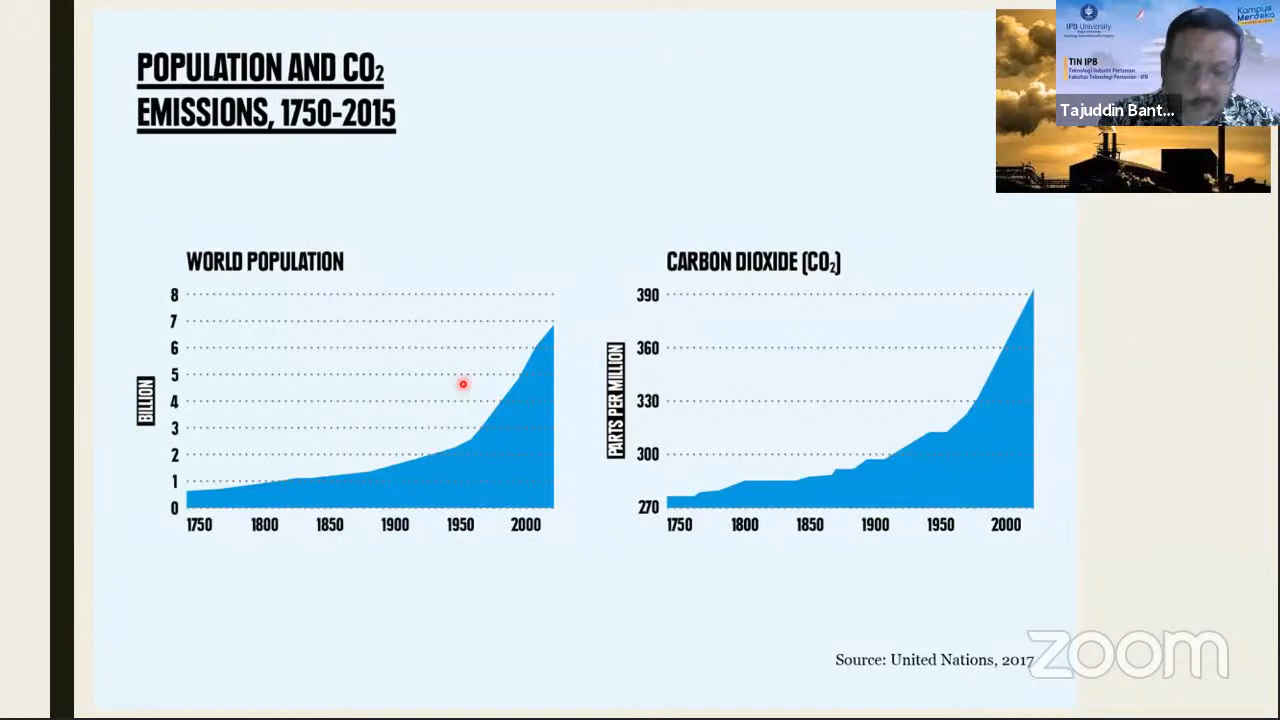 POPULATION AND CO2
EMISSIONS, 1750-2015
IPB University
Kampus
Merdeka
TIN IPB
Teknologi Industri Pertanian
Fakultas Teknologi Pertanian - IPB
Tajuddin Bant...
WORLD POPULATION
BILLION
8
7
6
5
4
3
2
1
0
1750 1800 1850 1900 1950 2000
CARBON DIOXIDE (CO2)
PARTS PER MILLION
390
360
330
300
270
1750 1800 1850 1900 1950 2000
Source: United Nations, 2017
zoom